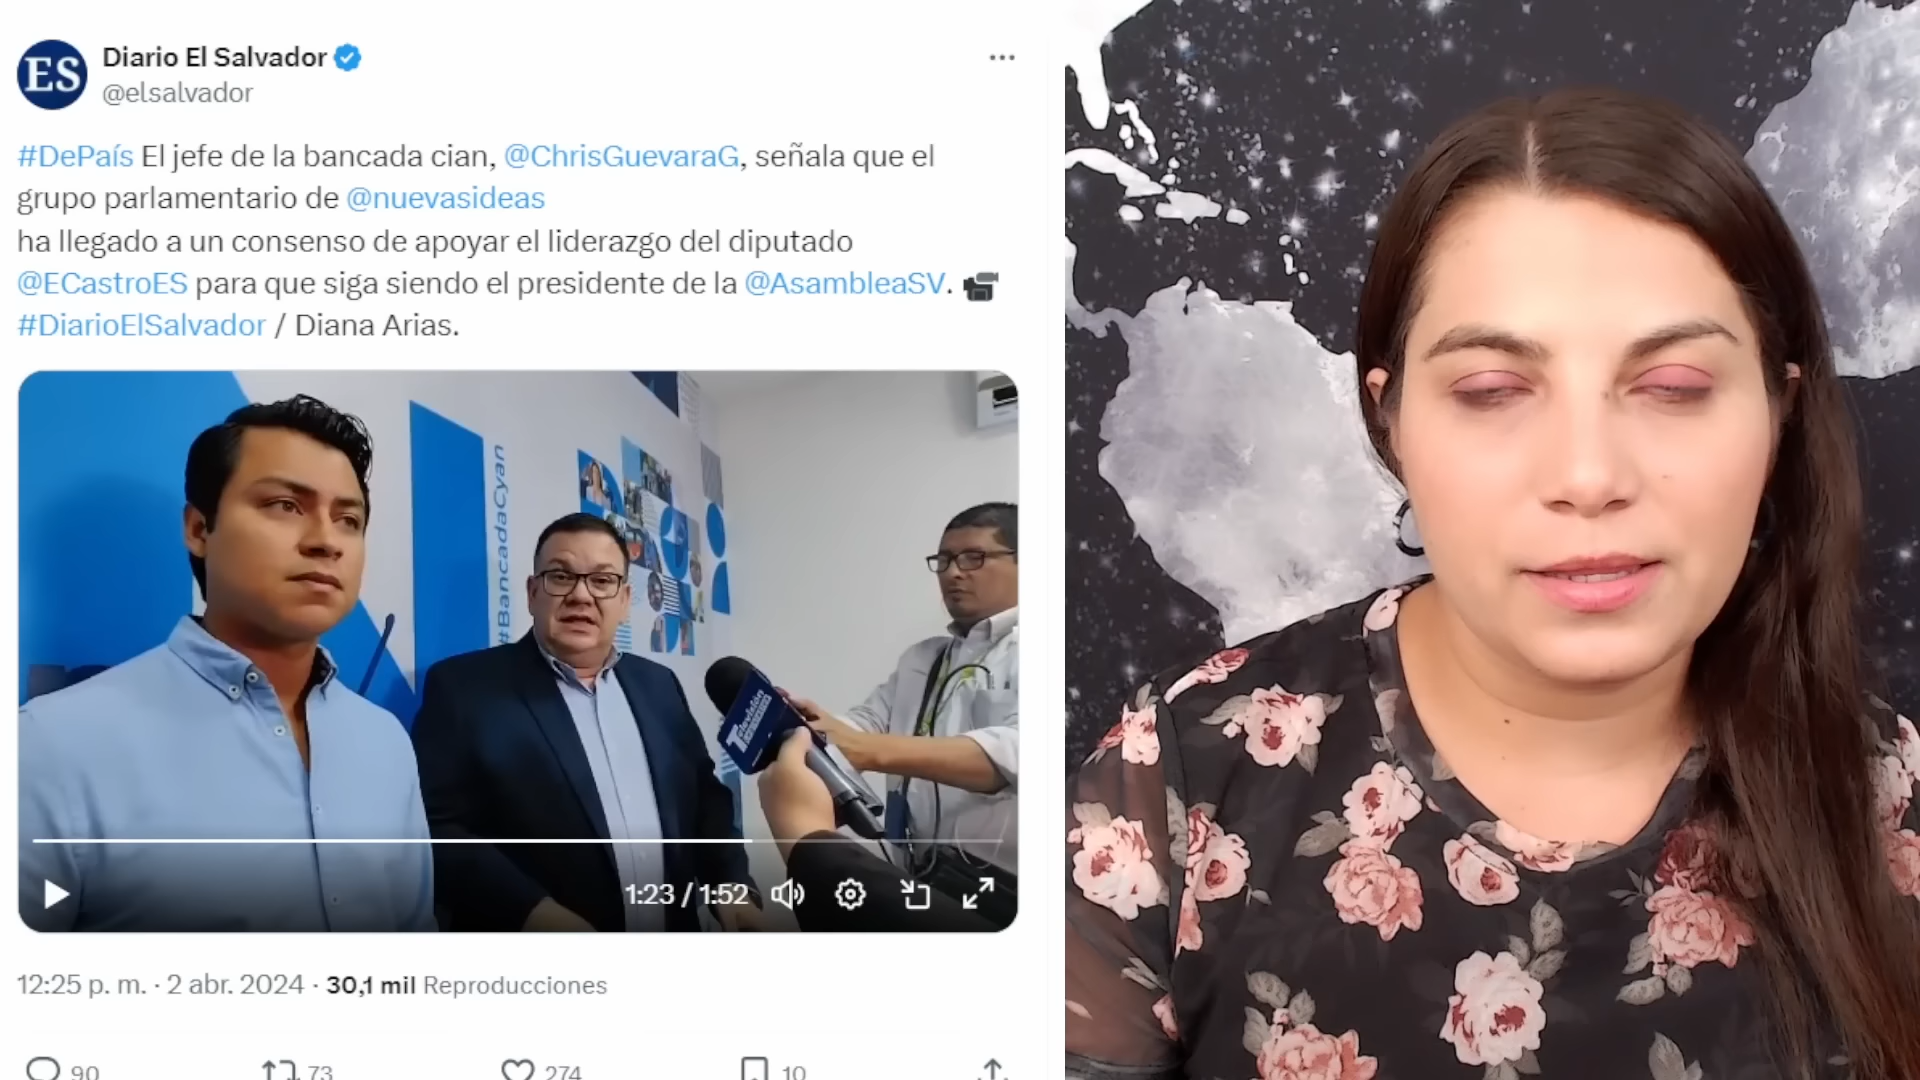 ES
Diario El Salvador
@elsalvador
#DePaís El jefe de la bancada cian, @ChrisGuevaraG, señala que el
grupo parlamentario de @nuevasideas
ha llegado a un consenso de apoyar el liderazgo del diputado
@ECastroES para que siga siendo el presidente de la @AsambleaSV.
#DiarioElSalvador / Diana Arias.
#BancadaCyan
Televisión
1:23 / 1:52
12:25 p. m. · 2 abr. 2024 · 30,1 mil Reproducciones
90 73 274 10